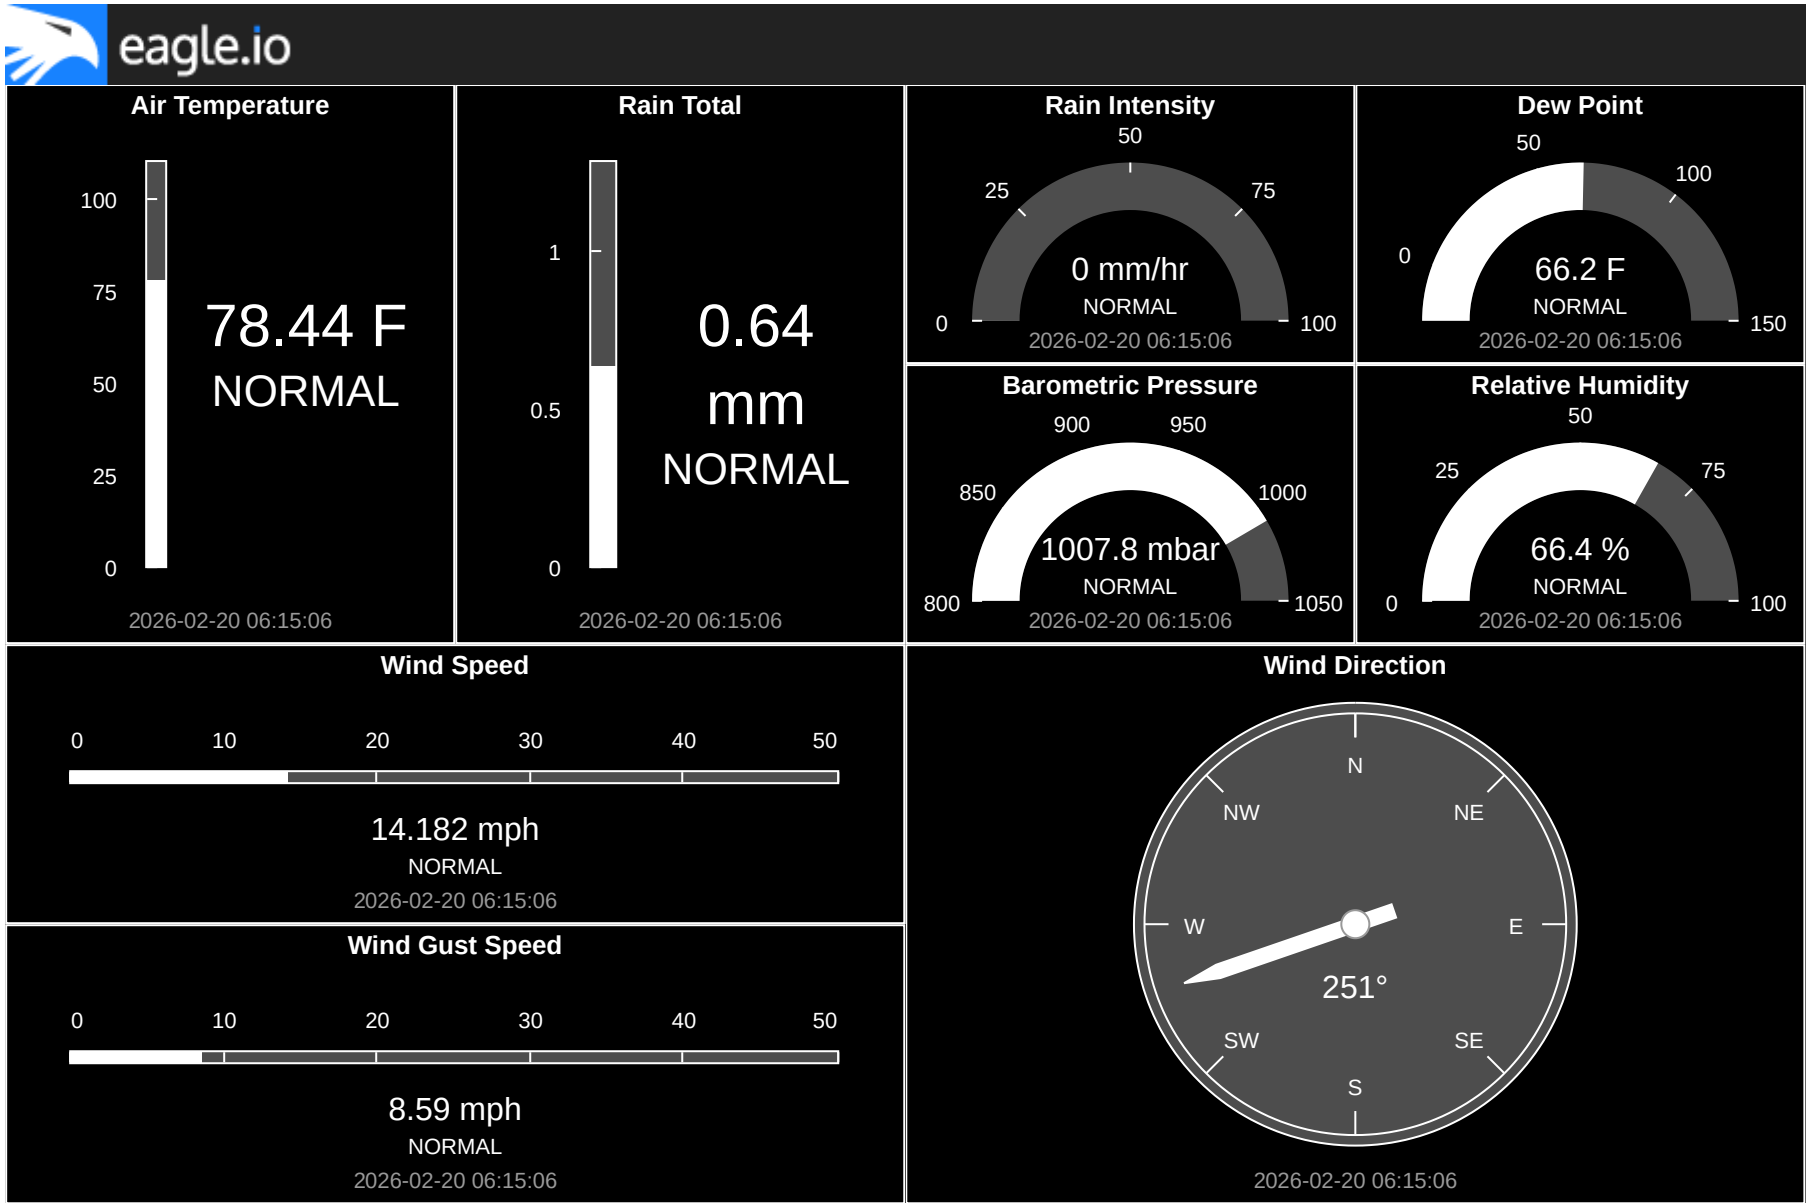 eagle.io
Air Temperature
100
75
50
25
0
78.44 F
NORMAL
2026-02-20 06:15:06
Rain Total
1
0.5
0
0.64
mm
NORMAL
2026-02-20 06:15:06
Rain Intensity
0
25
50
75
100
0 mm/hr
NORMAL
2026-02-20 06:15:06
Dew Point
0
50
100
150
66.2 F
NORMAL
2026-02-20 06:15:06
Barometric Pressure
800
850
900
950
1000
1050
1007.8 mbar
NORMAL
2026-02-20 06:15:06
Relative Humidity
0
25
50
75
100
66.4 %
NORMAL
2026-02-20 06:15:06
Wind Speed
0 10 20 30 40 50
14.182 mph
NORMAL
2026-02-20 06:15:06
Wind Gust Speed
0 10 20 30 40 50
8.59 mph
NORMAL
2026-02-20 06:15:06
Wind Direction
N
NW NE
W E
251°
SW SE
S
2026-02-20 06:15:06